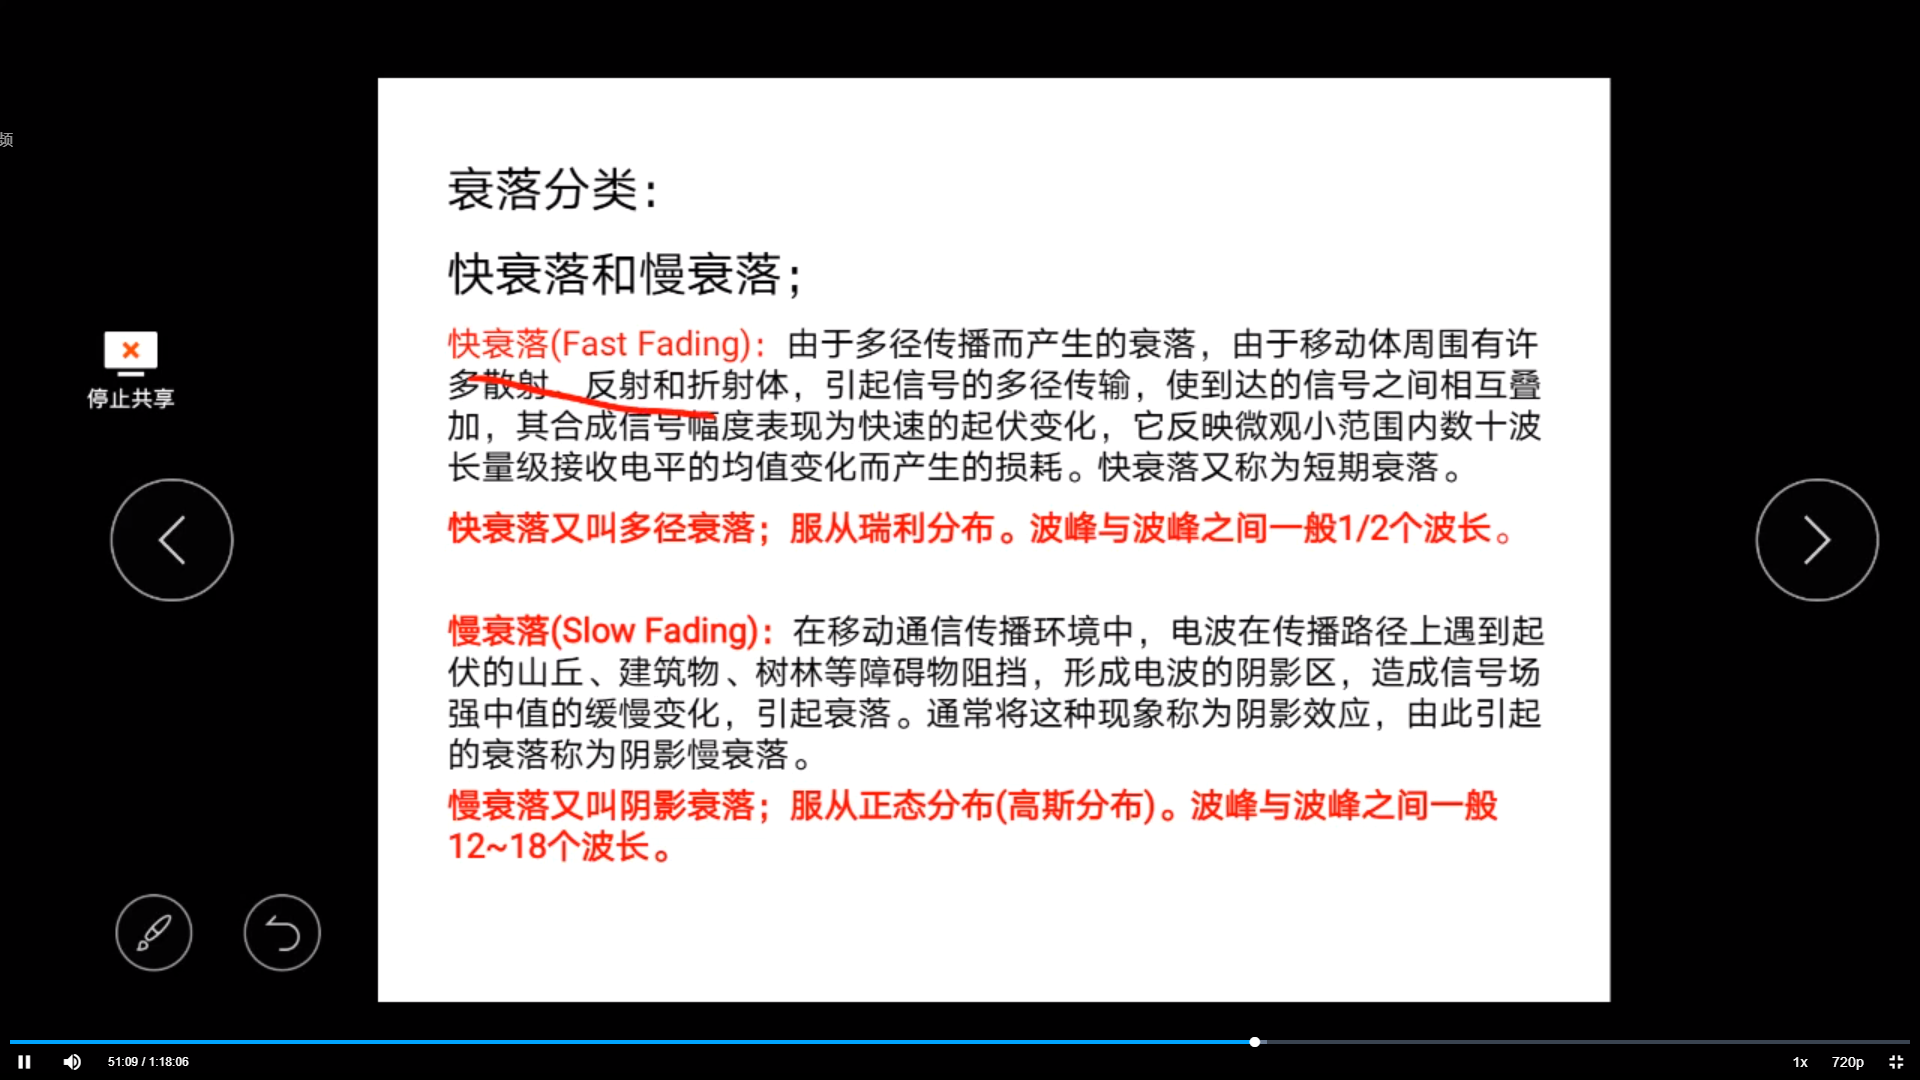 频
衰落分类：
快衰落和慢衰落；
快衰落(Fast Fading)：由于多径传播而产生的衰落，由于移动体周围有许
多散射、反射和折射体，引起信号的多径传输，使到达的信号之间相互叠
加，其合成信号幅度表现为快速的起伏变化，它反映微观小范围内数十波
长量级接收电平的均值变化而产生的损耗。快衰落又称为短期衰落。
快衰落又叫多径衰落；服从瑞利分布。波峰与波峰之间一般1/2个波长。
慢衰落(Slow Fading)：在移动通信传播环境中，电波在传播路径上遇到起
伏的山丘、建筑物、树林等障碍物阻挡，形成电波的阴影区，造成信号场
强中值的缓慢变化，引起衰落。通常将这种现象称为阴影效应，由此引起
的衰落称为阴影慢衰落。
慢衰落又叫阴影衰落；服从正态分布(高斯分布)。波峰与波峰之间一般
12~18个波长。
停止共享
51:09 / 1:18:06
1x
720p